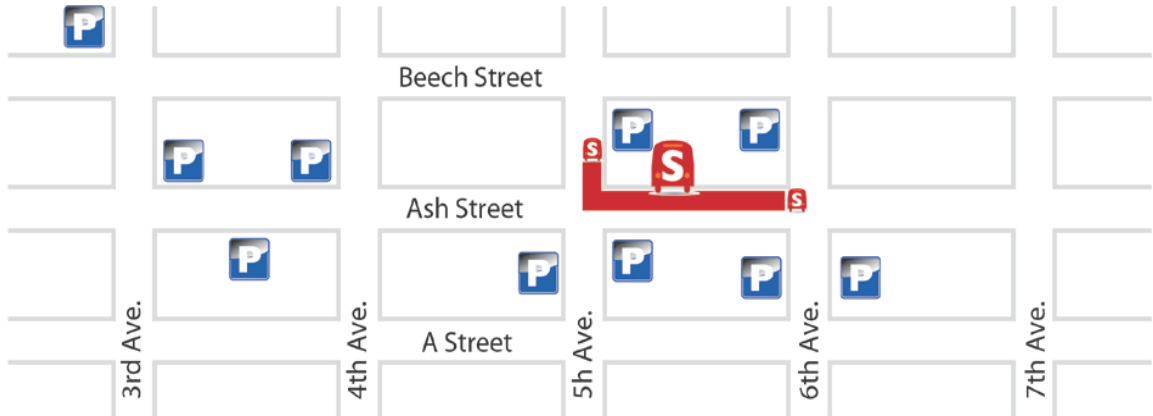 P
Beech Street
P
P
S
P
S
P
S
Ash Street
P
P
P
P
P
A Street
3rd Ave.
4th Ave.
5h Ave.
6th Ave.
7th Ave.